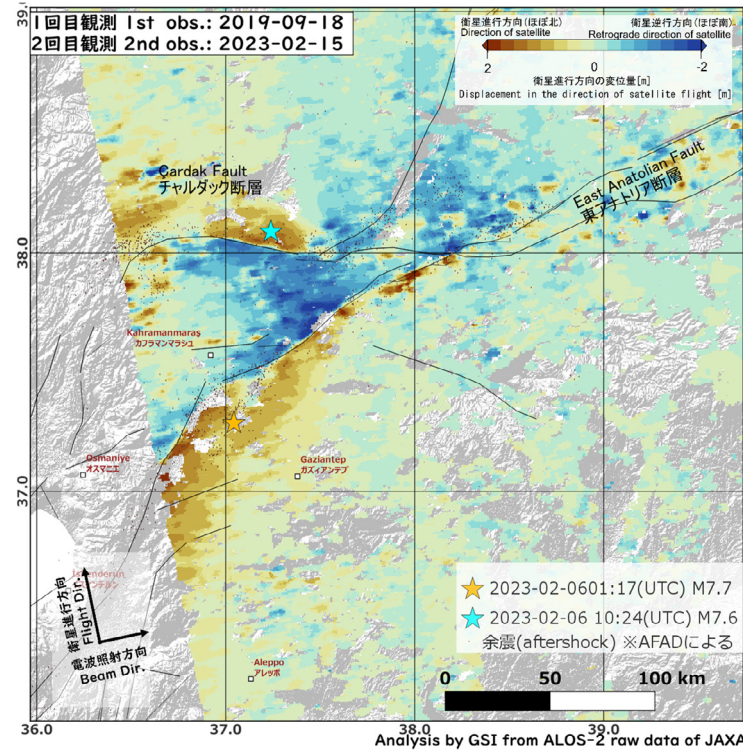 1回目観測 1st obs.: 2019-09-18
2回目観測 2nd obs.: 2023-02-15
衛星進行方向(ほぼ北)
Direction of satellite
衛星逆行方向(ほぼ南)
Retrograde direction of satellite
2
0
-2
衛星進行方向の変位量[m]
Displacement in the direction of satellite flight [m]
39.0
38.0
37.0
Çardak Fault
チャルダック断層
East Anatolian Fault
東アナトリア断層
Kahramanmaraş
カフラマンマラシュ
Osmaniye
オスマニエ
Gaziantep
ガズィアンテプ
衛星進行方向
Flight Dir.
電波照射方向
Beam Dir.
Aleppo
アレッポ
2023-02-0601:17(UTC) M7.7
2023-02-06 10:24(UTC) M7.6
余震(aftershock) ※AFADによる
0
50
100 km
36.0
37.0
38.0
39.0
Analysis by GSI from ALOS-2 raw data of JAXA